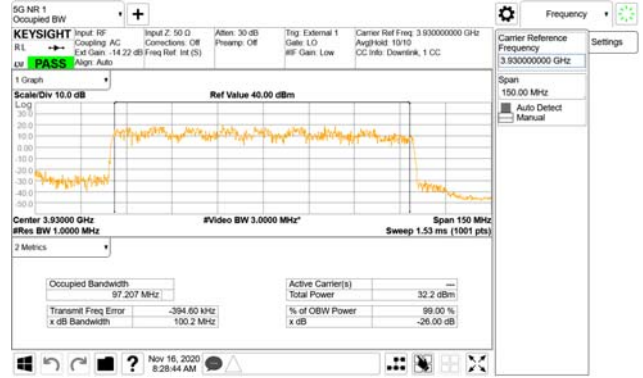 5G NR 1
Occupied BW
+
Frequency
KEYSIGHT
Input: RF
Coupling: AC
Ext Gain: -14.22 dB
Align: Auto
Input Z: 50 Ω
Corrections: Off
Freq Ref: Int (S)
Atten: 30 dB
Preamp: Off
Trig: External 1
Gate: LO
#IF Gain: Low
Carrier Ref Freq: 3.930000000 GHz
Avg|Hold: 10/10
CC Info: Downlink, 1 CC
RL
LW PASS
Carrier Reference
Frequency
3.930000000 GHz
Settings
Span
150.00 MHz
Auto Detect
Manual
1 Graph
Scale/Div 10.0 dB
Ref Value 40.00 dBm
Log
30.0
20.0
10.0
0.00
-10.0
-20.0
-30.0
-40.0
-50.0
Center 3.93000 GHz
#Video BW 3.0000 MHz*
Span 150 MHz
#Res BW 1.0000 MHz
Sweep 1.53 ms (1001 pts)
2 Metrics
Occupied Bandwidth
97.207 MHz
Active Carrier(s)
---
Total Power
32.2 dBm
Transmit Freq Error
-394.60 kHz
% of OBW Power
99.00 %
x dB Bandwidth
100.2 MHz
x dB
-26.00 dB
?
Nov 16, 2020
8:28:44 AM